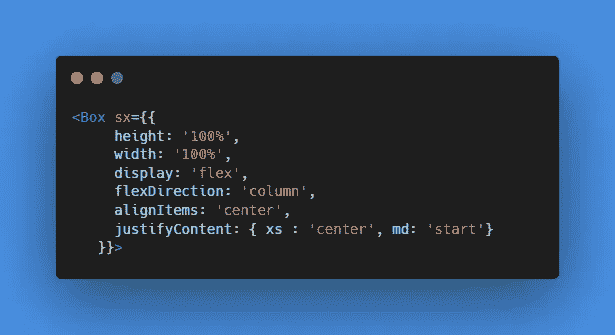 <Box sx={{
height: '100%',
width: '100%',
display: 'flex',
flexDirection: 'column',
alignItems: 'center',
justifyContent: { xs : 'center', md: 'start'}
}}>